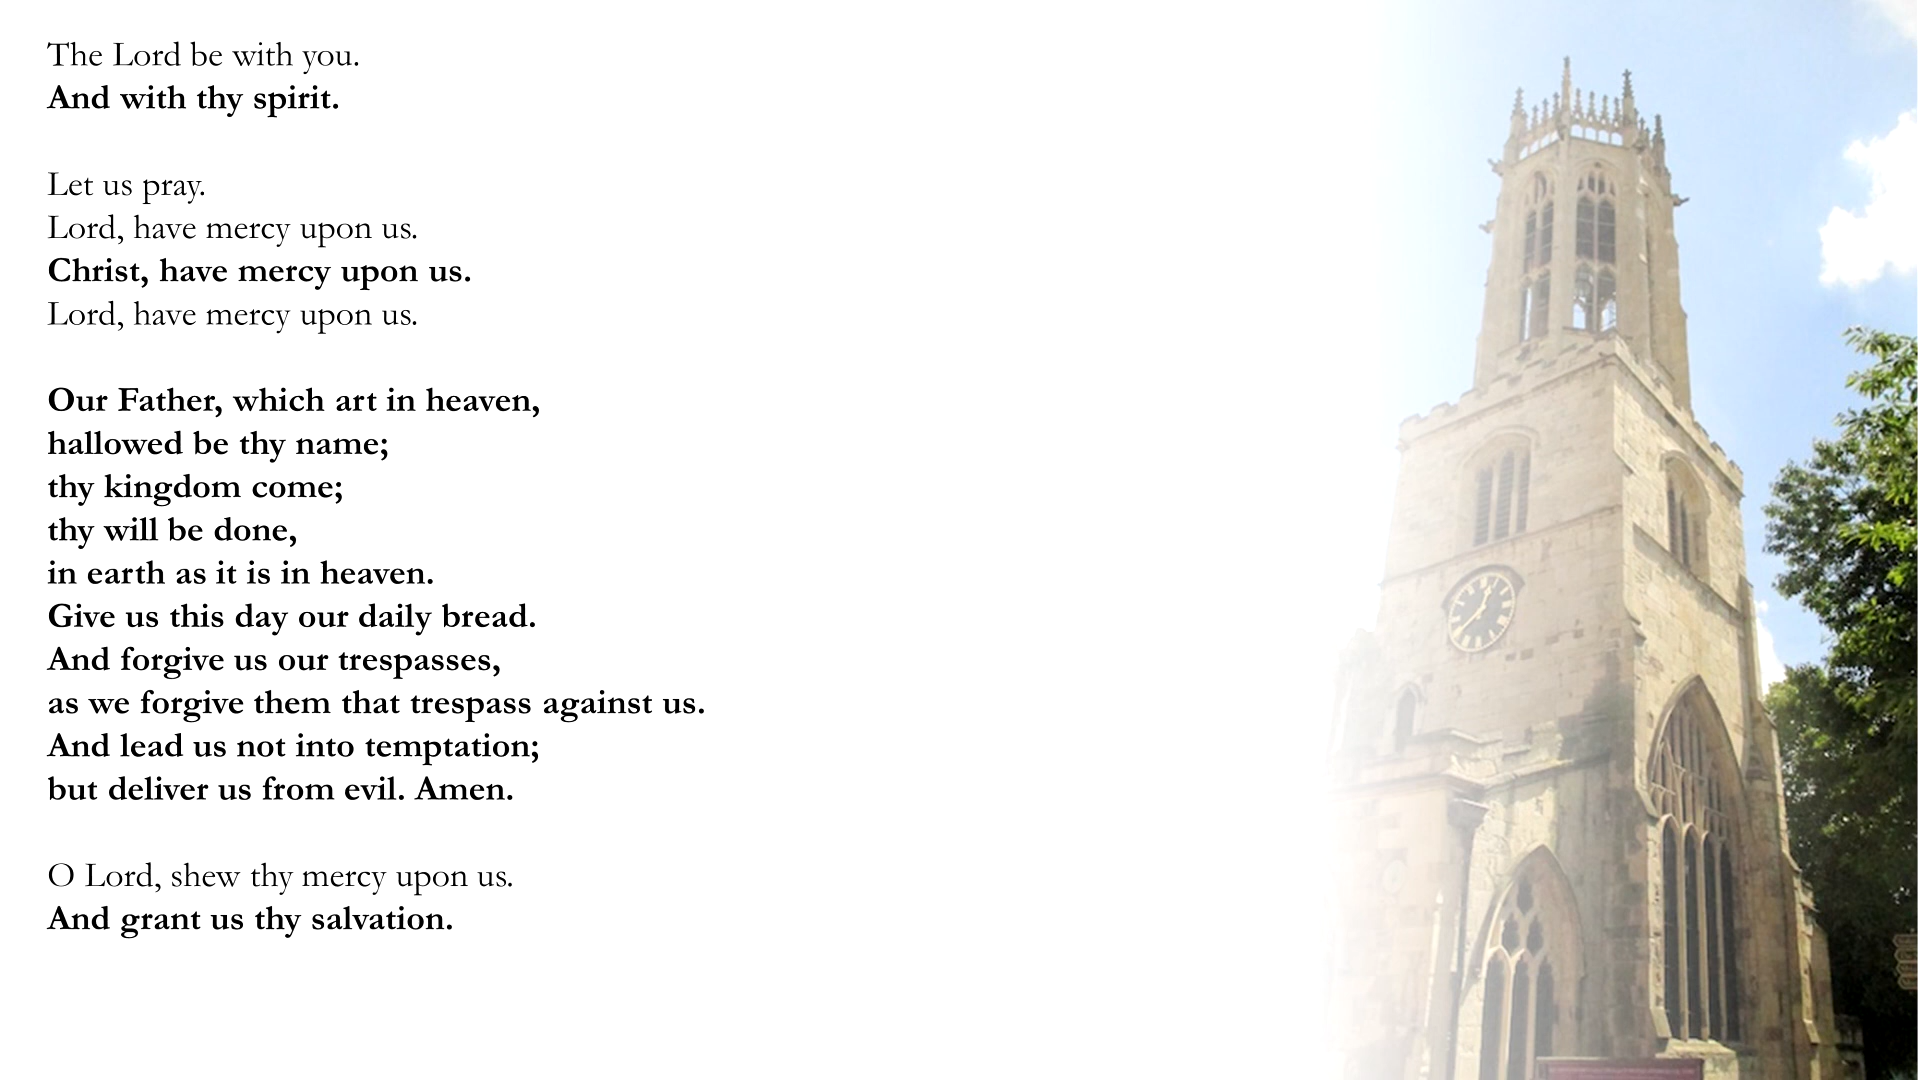 The Lord be with you.
And with thy spirit.
Let us pray.
Lord, have mercy upon us.
Christ, have mercy upon us.
Lord, have mercy upon us.
Our Father, which art in heaven,
hallowed be thy name;
thy kingdom come;
thy will be done,
in earth as it is in heaven.
Give us this day our daily bread.
And forgive us our trespasses,
as we forgive them that trespass against us.
And lead us not into temptation;
but deliver us from evil. Amen.
O Lord, shew thy mercy upon us.
And grant us thy salvation.